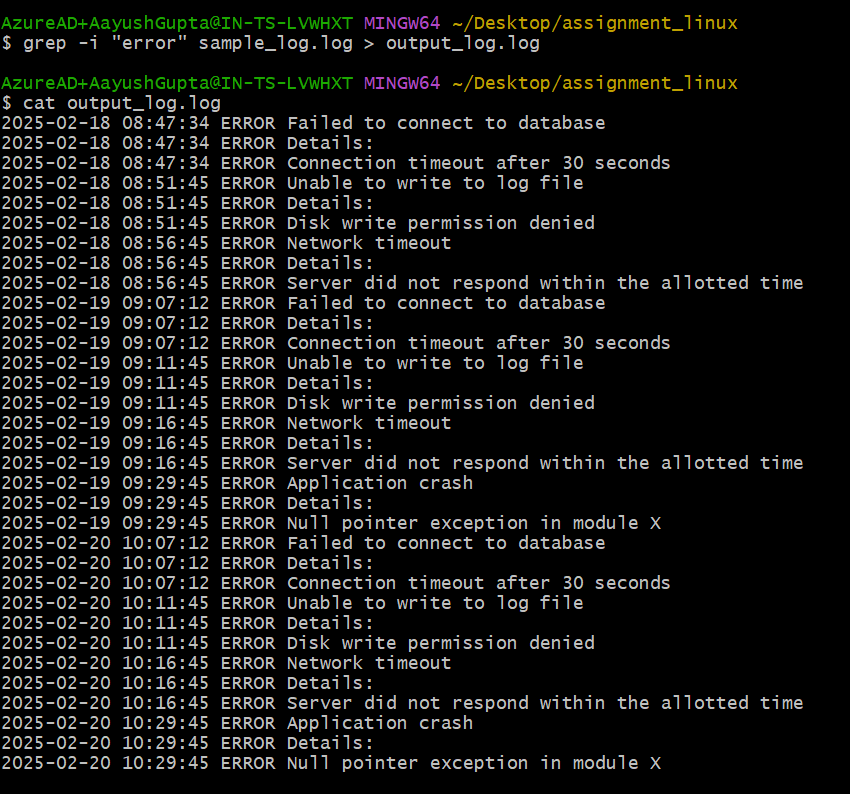 AzureAD+AayushGupta@IN-TS-LVWHXT MINGW64 ~/Desktop/assignment_linux
$ grep -i "error" sample_log.log > output_log.log
AzureAD+AayushGupta@IN-TS-LVWHXT MINGW64 ~/Desktop/assignment_linux
$ cat output_log.log
2025-02-18 08:47:34 ERROR Failed to connect to database
2025-02-18 08:47:34 ERROR Details:
2025-02-18 08:47:34 ERROR Connection timeout after 30 seconds
2025-02-18 08:51:45 ERROR Unable to write to log file
2025-02-18 08:51:45 ERROR Details:
2025-02-18 08:51:45 ERROR Disk write permission denied
2025-02-18 08:56:45 ERROR Network timeout
2025-02-18 08:56:45 ERROR Details:
2025-02-18 08:56:45 ERROR Server did not respond within the allotted time
2025-02-19 09:07:12 ERROR Failed to connect to database
2025-02-19 09:07:12 ERROR Details:
2025-02-19 09:07:12 ERROR Connection timeout after 30 seconds
2025-02-19 09:11:45 ERROR Unable to write to log file
2025-02-19 09:11:45 ERROR Details:
2025-02-19 09:11:45 ERROR Disk write permission denied
2025-02-19 09:16:45 ERROR Network timeout
2025-02-19 09:16:45 ERROR Details:
2025-02-19 09:16:45 ERROR Server did not respond within the allotted time
2025-02-19 09:29:45 ERROR Application crash
2025-02-19 09:29:45 ERROR Details:
2025-02-19 09:29:45 ERROR Null pointer exception in module X
2025-02-20 10:07:12 ERROR Failed to connect to database
2025-02-20 10:07:12 ERROR Details:
2025-02-20 10:07:12 ERROR Connection timeout after 30 seconds
2025-02-20 10:11:45 ERROR Unable to write to log file
2025-02-20 10:11:45 ERROR Details:
2025-02-20 10:11:45 ERROR Disk write permission denied
2025-02-20 10:16:45 ERROR Network timeout
2025-02-20 10:16:45 ERROR Details:
2025-02-20 10:16:45 ERROR Server did not respond within the allotted time
2025-02-20 10:29:45 ERROR Application crash
2025-02-20 10:29:45 ERROR Details:
2025-02-20 10:29:45 ERROR Null pointer exception in module X